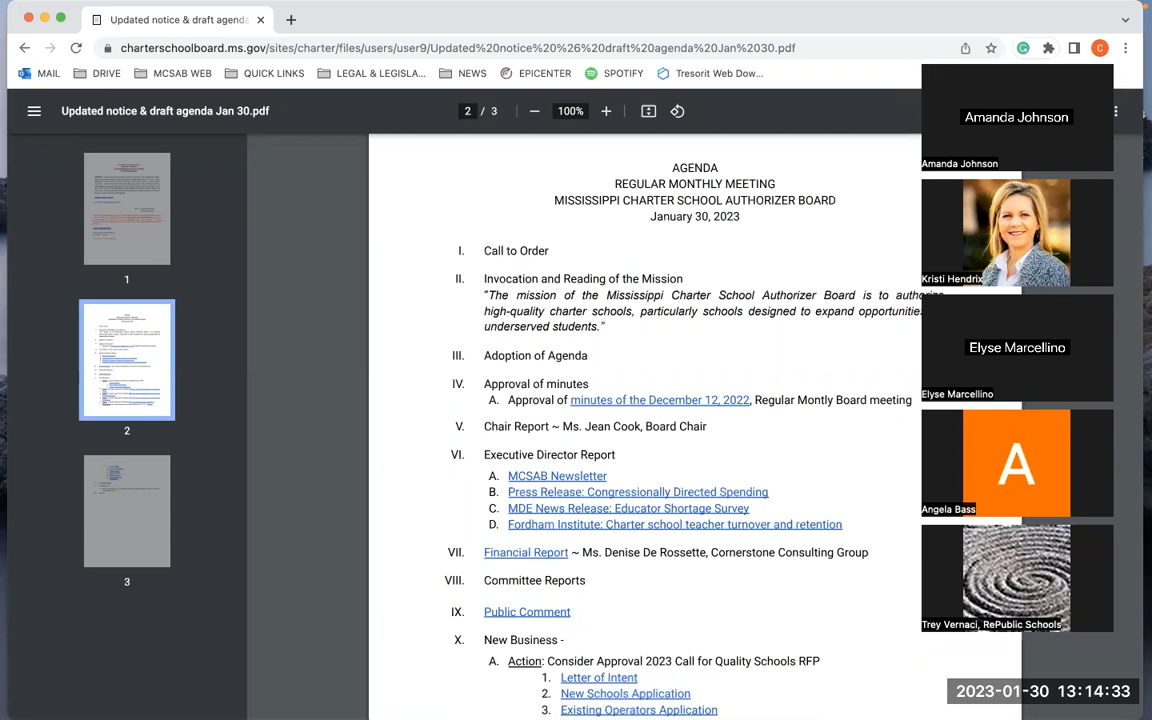 Updated notice & draft agenda
charterschoolboard.ms.gov/sites/charter/files/users/user9/Updated%20notice%20%26%20draft%20agenda%20Jan%2030.pdf
C
MAIL DRIVE MCSAB WEB QUICK LINKS LEGAL & LEGISLA... NEWS EPICENTER SPOTIFY Tresorit Web Dow...
Updated notice & draft agenda Jan 30.pdf
2 / 3
100%
1
2
3
AGENDA
REGULAR MONTHLY MEETING
MISSISSIPPI CHARTER SCHOOL AUTHORIZER BOARD
January 30, 2023
I. Call to Order
II. Invocation and Reading of the Mission
"The mission of the Mississippi Charter School Authorizer Board is to authorize
high-quality charter schools, particularly schools designed to expand opportunities
underserved students."
III. Adoption of Agenda
IV. Approval of minutes
A. Approval of minutes of the December 12, 2022, Regular Montly Board meeting
V. Chair Report ~ Ms. Jean Cook, Board Chair
VI. Executive Director Report
A. MCSAB Newsletter
B. Press Release: Congressionally Directed Spending
C. MDE News Release: Educator Shortage Survey
D. Fordham Institute: Charter school teacher turnover and retention
VII. Financial Report ~ Ms. Denise De Rossette, Cornerstone Consulting Group
VIII. Committee Reports
IX. Public Comment
X. New Business -
A. Action: Consider Approval 2023 Call for Quality Schools RFP
1. Letter of Intent
2. New Schools Application
3. Existing Operators Application
Amanda Johnson
Amanda Johnson
Kristi Hendrix
Elyse Marcellino
Elyse Marcellino
A
Angela Bass
Trey Vernaci, RePublic Schools
2023-01-30 13:14:33